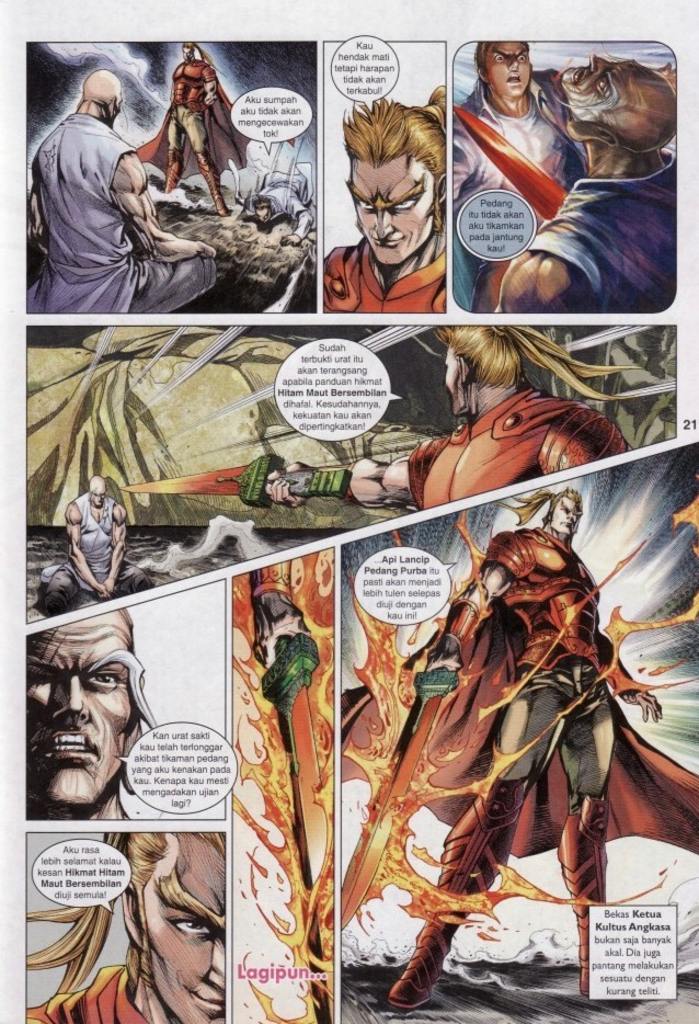 Aku sumpah
aku tidak akan
mengecewakan
tok!
Kau
hendak mati
tetapi harapan
tidak akan
terkabul!
Pedang
itu tidak akan
aku tikamkan
pada jantung
kau!
Sudah
terbukti urat itu
akan terangsang
apabila panduan hikmat
Hitam Maut Bersembilan
dihafal. Kesudahannya,
kekuatan kau akan
dipertingkatkan!
21
...Api Lancip
Pedang Purba itu
pasti akan menjadi
lebih tulen selepas
diuji dengan
kau ini!
Kan urat sakti
kau telah terlonggar
akibat tikaman pedang
yang aku kenakan pada
kau. Kenapa kau mesti
mengadakan ujian
lagi?
Aku rasa
lebih selamat kalau
kesan Hikmat Hitam
Maut Bersembilan
diuji semula!
Lagipun...
Bekas Ketua
Kultus Angkasa
bukan saja banyak
akal. Dia juga
pantang melakukan
sesuatu dengan
kurang teliti.